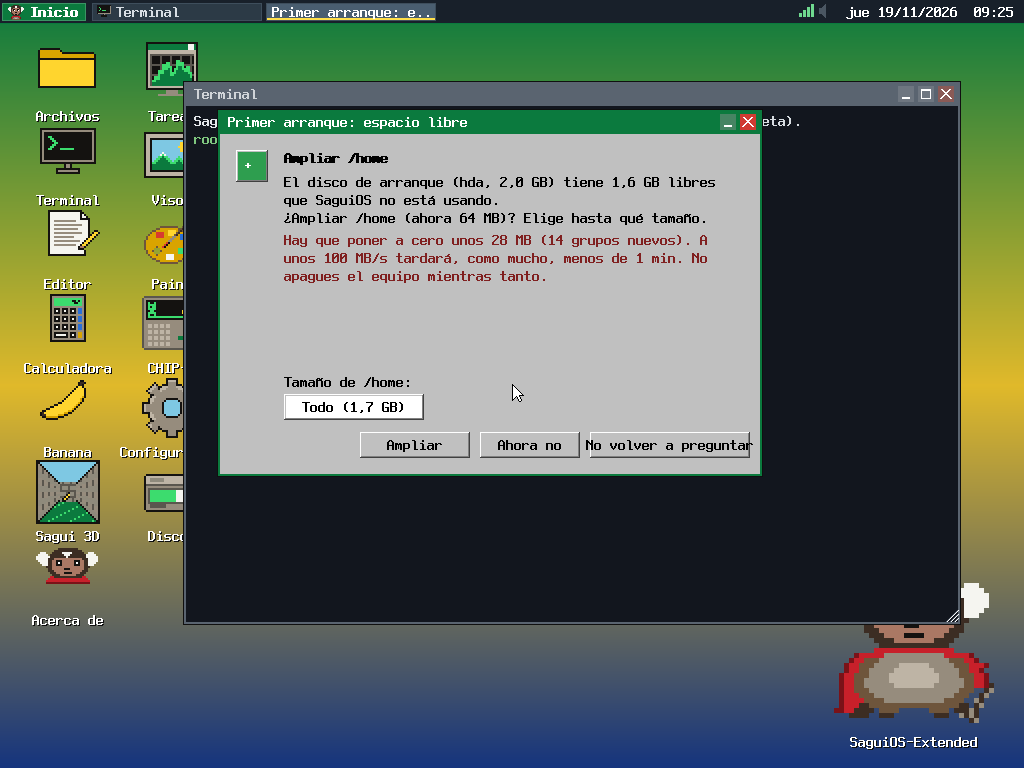 Inicio
Terminal
Primer arranque: e..
jue 19/11/2026 09:25
Archivos
Terminal
Editor
Calculadora
Banana
Sagui 3D
Acerca de
Terminal
eta).
Primer arranque: espacio libre
Ampliar /home
El disco de arranque (hda, 2,0 GB) tiene 1,6 GB libres
que SaguiOS no está usando.
¿Ampliar /home (ahora 64 MB)? Elige hasta qué tamaño.
Hay que poner a cero unos 28 MB (14 grupos nuevos). A
unos 100 MB/s tardará, como mucho, menos de 1 min. No
apagues el equipo mientras tanto.
Tamaño de /home:
Todo (1,7 GB)
Ampliar
Ahora no
No volver a preguntar
SaguiOS-Extended